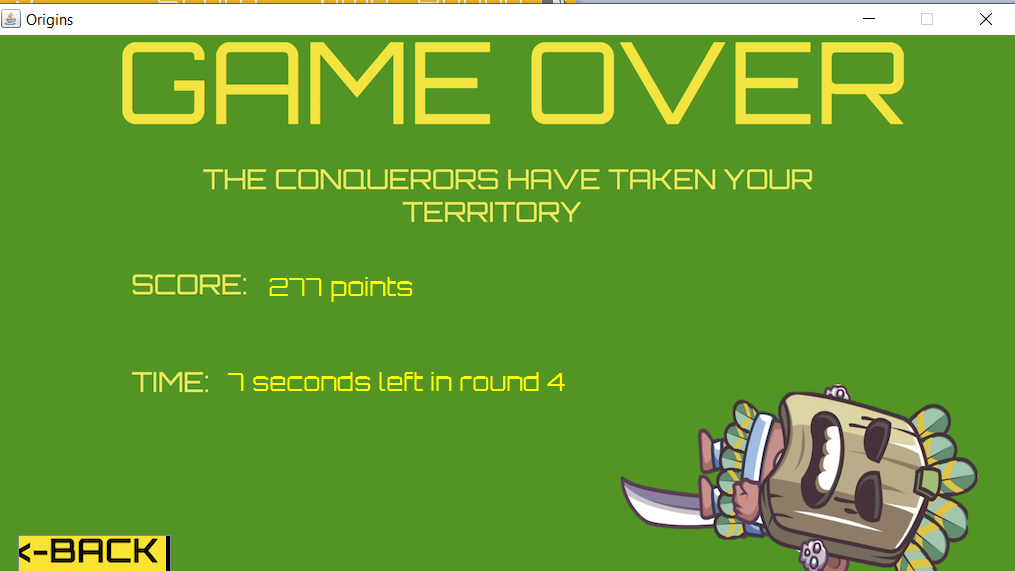 Origins
GAME OVER
THE CONQUERORS HAVE TAKEN YOUR
TERRITORY
SCORE: 277 points
TIME: 7 seconds left in round 4
<-BACK